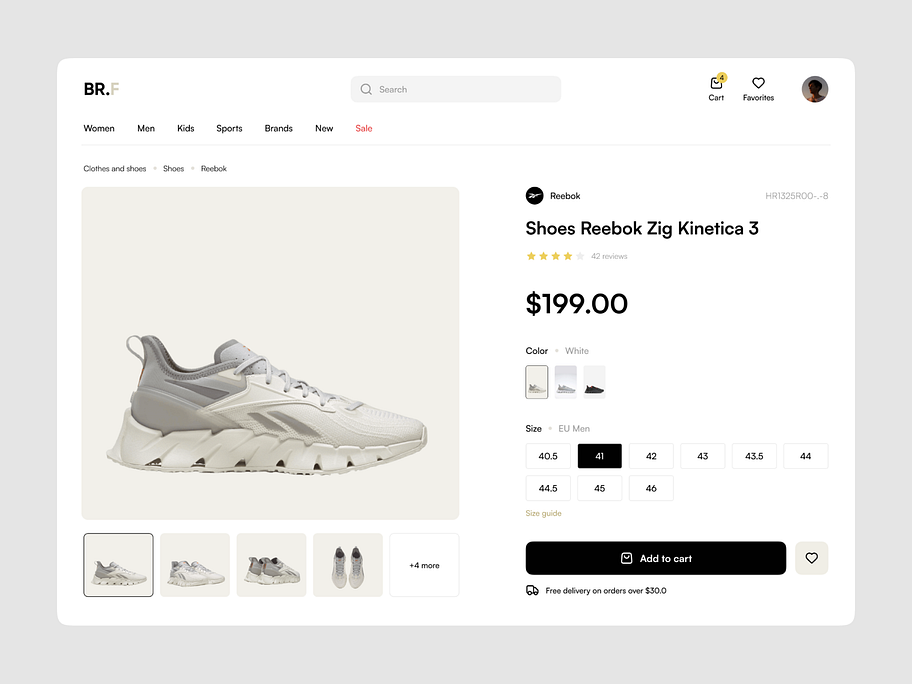 BR.F
Search
4
Cart
Favorites
Women Men Kids Sports Brands New Sale
Clothes and shoes Shoes Reebok
Reebok
HR1325R00-.-8
Shoes Reebok Zig Kinetica 3
42 reviews
$199.00
Color White
Size EU Men
40.5 41 42 43 43.5 44
44.5 45 46
Size guide
+4 more
Add to cart
Free delivery on orders over $30.0